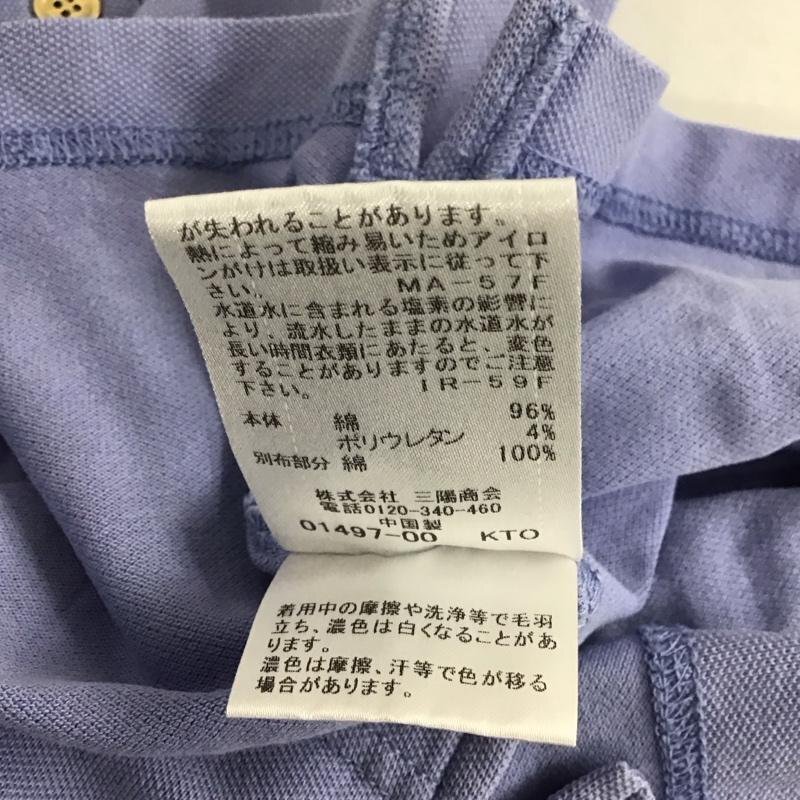 が失われることがあります。
熱によって縮み易いためアイロ
ンがけは取扱い表示に従って下
さい。 MA-57F
水道水に含まれる塩素の影響に
より、流水したままの水道水が
長い時間衣類にあたると、変色
することがありますのでご注意
下さい。 IR-59F
本体 綿 96%
ポリウレタン 4%
別布部分 綿 100%
株式会社 三陽商会
電話0120-340-460
中国製
01497-00 KTO
着用中の摩擦や洗浄等で毛羽
立ち、濃色は白くなることがあ
ります。
濃色は摩擦、汗等で色が移る
場合があります。